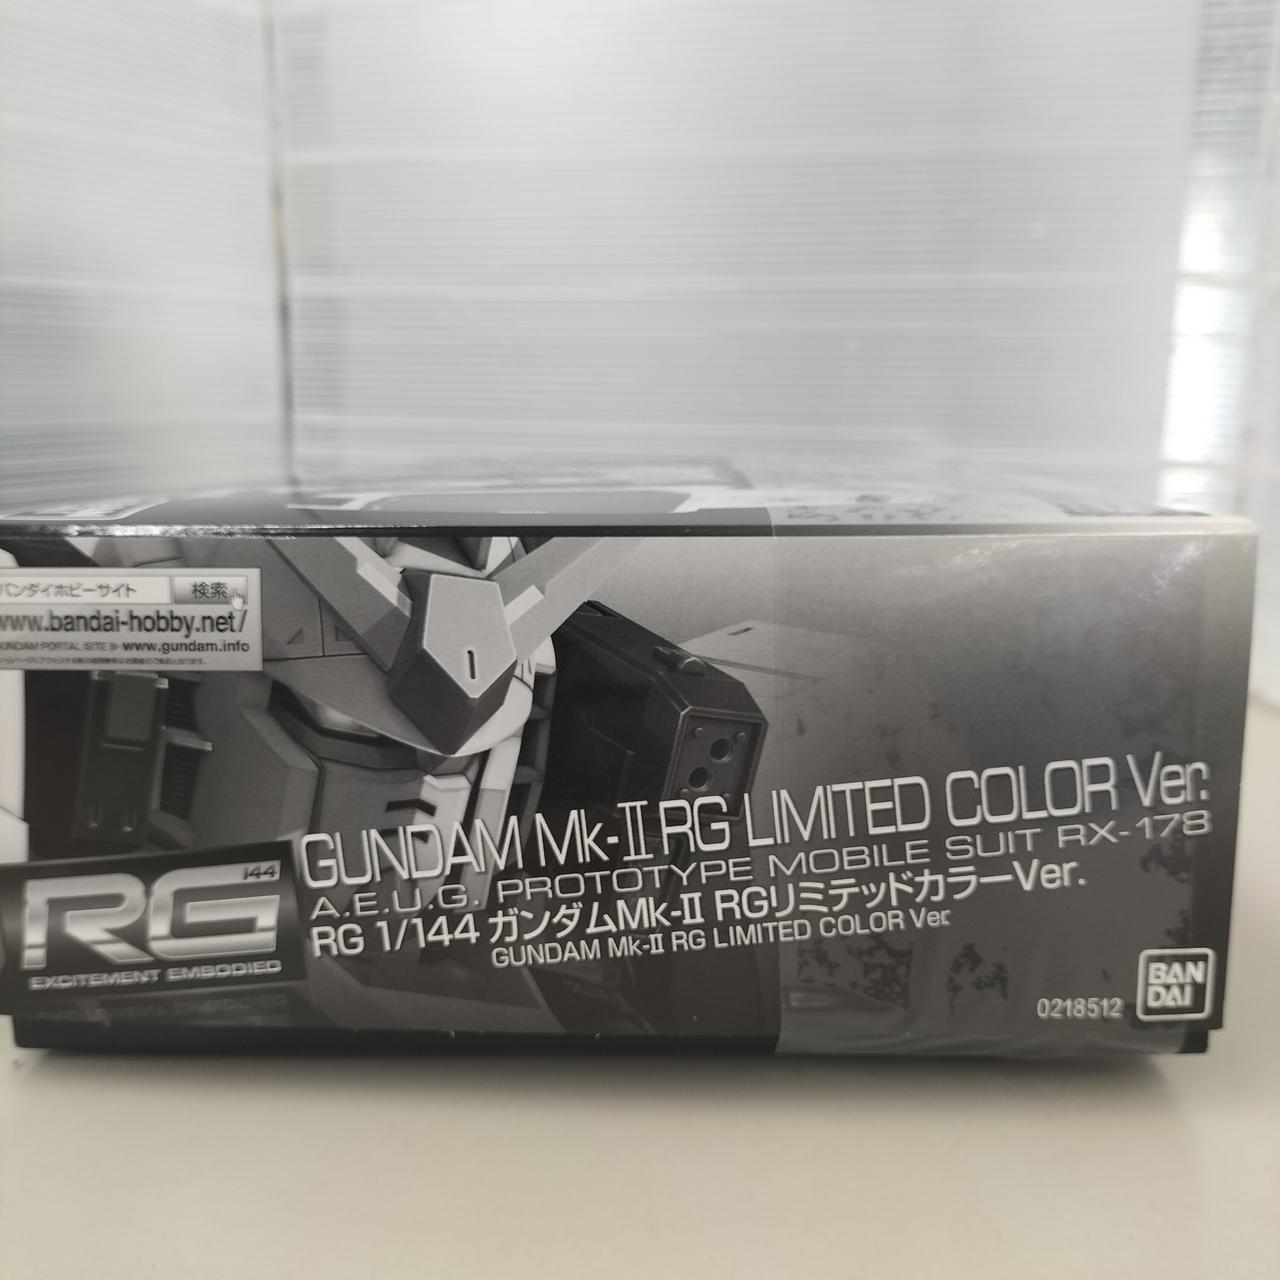 バンダイホビーサイト 検索
www.bandai-hobby.net/
GUNDAM PORTAL SITE ▶ www.gundam.info
GUNDAM Mk-II RG LIMITED COLOR Ver.
A.E.U.G. PROTOTYPE MOBILE SUIT RX-178
RG 1/144 ガンダムMk-II RGリミテッドカラーVer.
GUNDAM Mk-II RG LIMITED COLOR Ver.
1/144
RG
EXCITEMENT EMBODIED
0218512
BAN
DAI